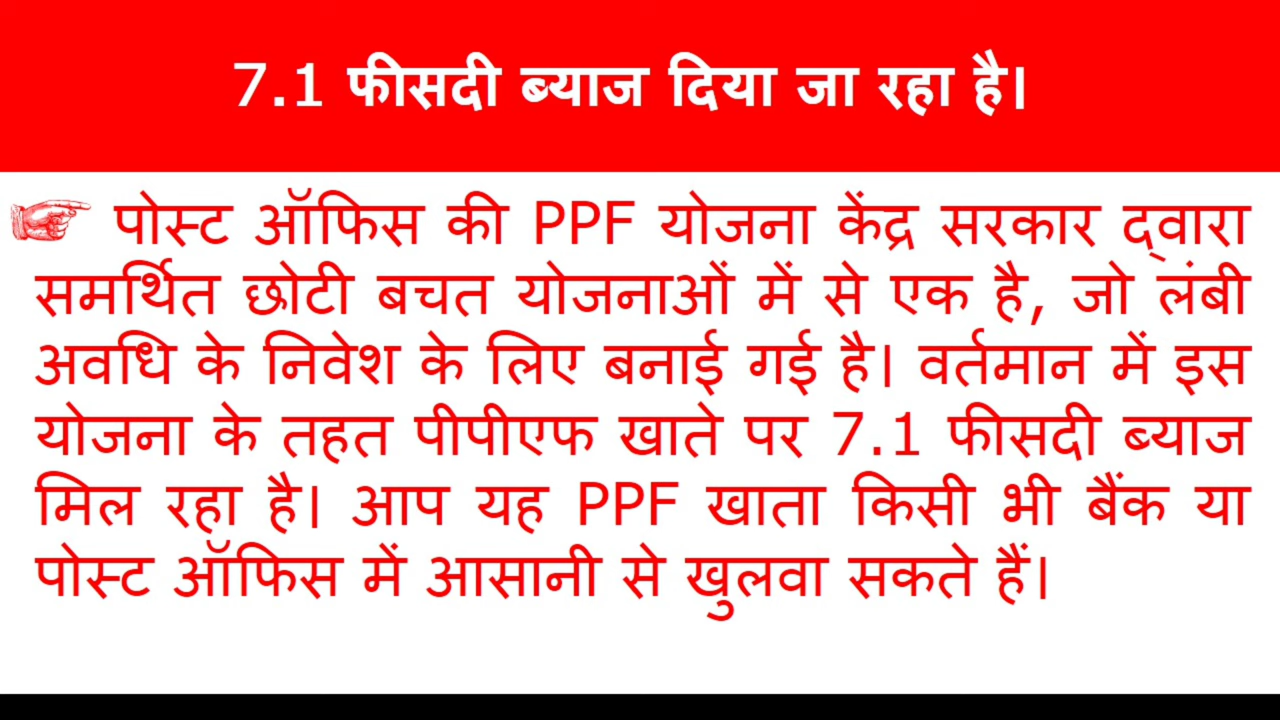 7.1 फीसदी ब्याज दिया जा रहा है।
पोस्ट ऑफिस की PPF योजना केंद्र सरकार द्वारा
समर्थित छोटी बचत योजनाओं में से एक है, जो लंबी
अवधि के निवेश के लिए बनाई गई है। वर्तमान में इस
योजना के तहत पीपीएफ खाते पर 7.1 फीसदी ब्याज
मिल रहा है। आप यह PPF खाता किसी भी बैंक या
पोस्ट ऑफिस में आसानी से खुलवा सकते हैं।